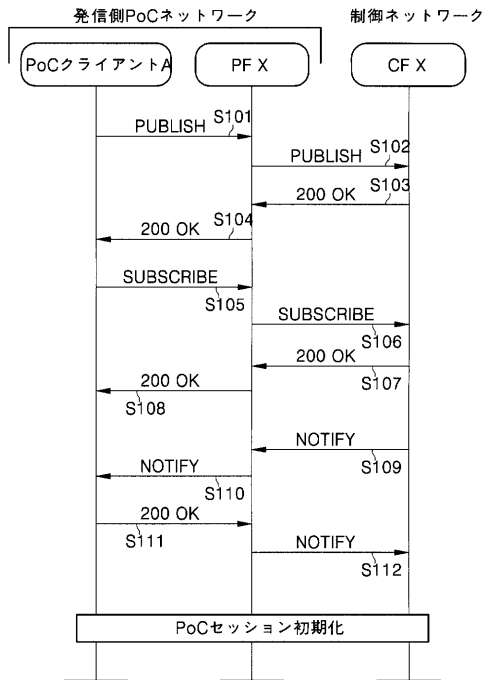 発信側PoCネットワーク
制御ネットワーク
PoCクライアントA
PF X
CF X
S101
PUBLISH
S102
PUBLISH
S103
200 OK
S104
200 OK
SUBSCRIBE
S105
SUBSCRIBE
S106
200 OK
S107
200 OK
S108
NOTIFY
S109
NOTIFY
S110
200 OK
S111
NOTIFY
S112
PoCセッション初期化